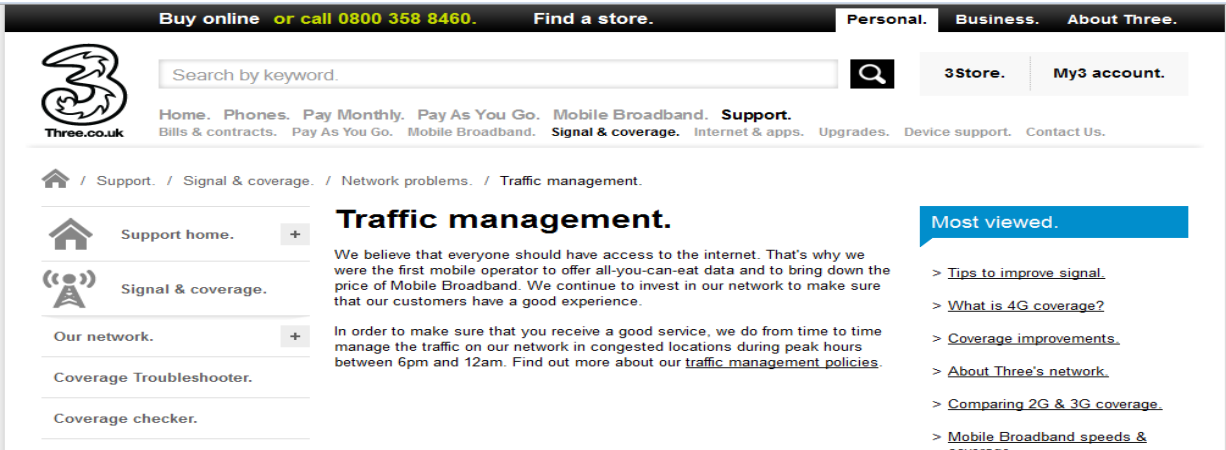 Buy online or call 0800 358 8460. Find a store. Personal. Business. About Three.
Search by keyword. 3Store. My3 account.
Three.co.uk
Home. Phones. Pay Monthly. Pay As You Go. Mobile Broadband. Support.
Bills & contracts. Pay As You Go. Mobile Broadband. Signal & coverage. Internet & apps. Upgrades. Device support. Contact Us.
/ Support. / Signal & coverage. / Network problems. / Traffic management.
Support home. +
Signal & coverage.
Our network. +
Coverage Troubleshooter.
Coverage checker.
Traffic management.
We believe that everyone should have access to the internet. That's why we
were the first mobile operator to offer all-you-can-eat data and to bring down the
price of Mobile Broadband. We continue to invest in our network to make sure
that our customers have a good experience.
In order to make sure that you receive a good service, we do from time to time
manage the traffic on our network in congested locations during peak hours
between 6pm and 12am. Find out more about our traffic management policies.
Most viewed.
> Tips to improve signal.
> What is 4G coverage?
> Coverage improvements.
> About Three's network.
> Comparing 2G & 3G coverage.
> Mobile Broadband speeds &